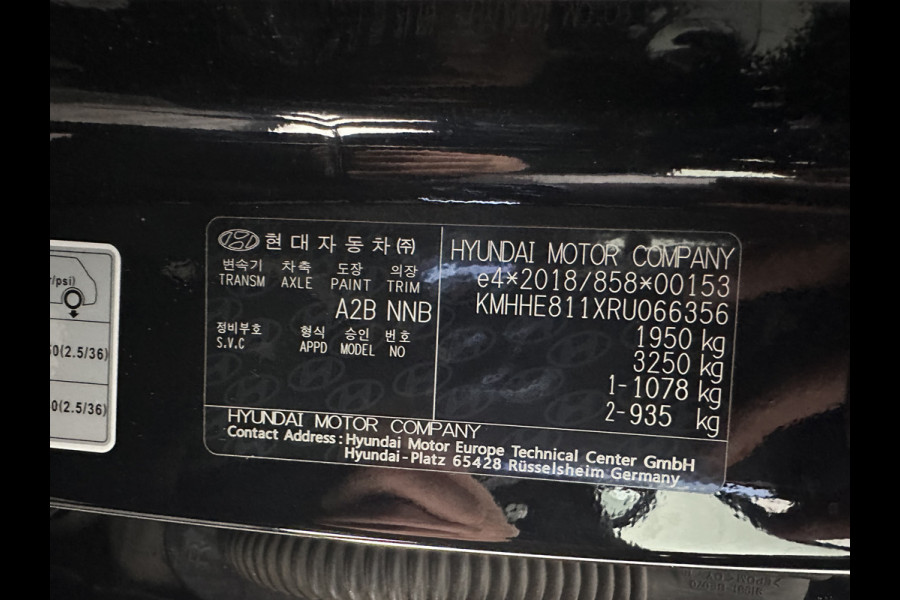 /psi)
0(2.5/36)
0(2.5/36)
현대자동차㈜
변속기 차축 도장 의장
TRANSM AXLE PAINT TRIM
A2B NNB
정비부호 형식 승인 번호
S.V.C APPD MODEL NO
HYUNDAI MOTOR COMPANY
e4*2018/858*00153
KMHHE811XRU066356
1950 kg
3250 kg
1-1078 kg
2-935 kg
HYUNDAI MOTOR COMPANY
Contact Address : Hyundai Motor Europe Technical Center GmbH
Hyundai-Platz 65428 Rüsselsheim Germany